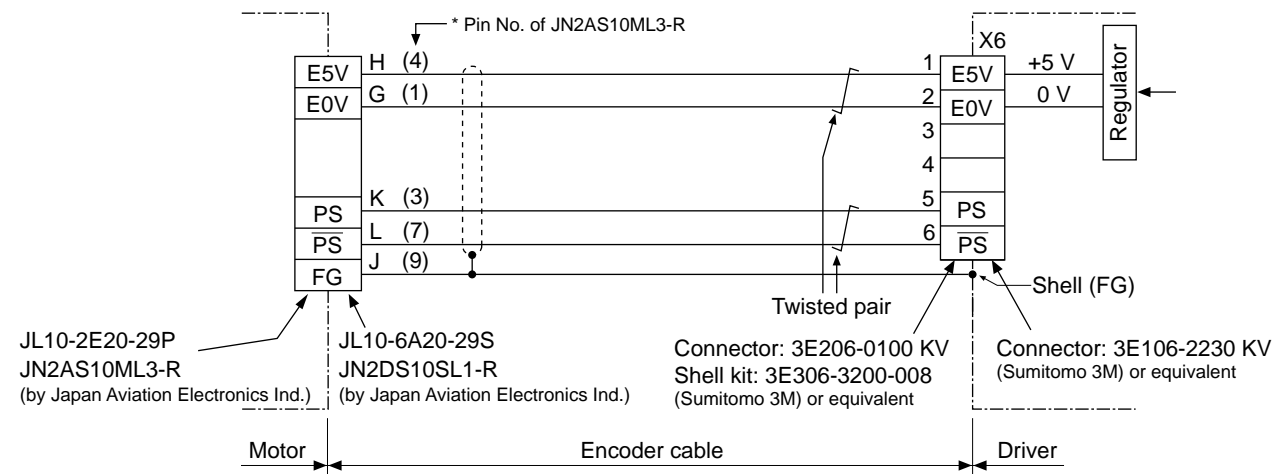 * Pin No. of JN2AS10ML3-R
X6
E5V H (4) 1 E5V +5 V
E0V G (1) 2 E0V 0 V
Regulator
3
4
PS K (3) 5 PS
P̅S̅ L (7) 6 P̅S̅
FG J (9)
Shell (FG)
Twisted pair
JL10-2E20-29P
JN2AS10ML3-R
(by Japan Aviation Electronics Ind.)
JL10-6A20-29S
JN2DS10SL1-R
(by Japan Aviation Electronics Ind.)
Connector: 3E206-0100 KV
Shell kit: 3E306-3200-008
(Sumitomo 3M) or equivalent
Connector: 3E106-2230 KV
(Sumitomo 3M) or equivalent
Motor Encoder cable Driver